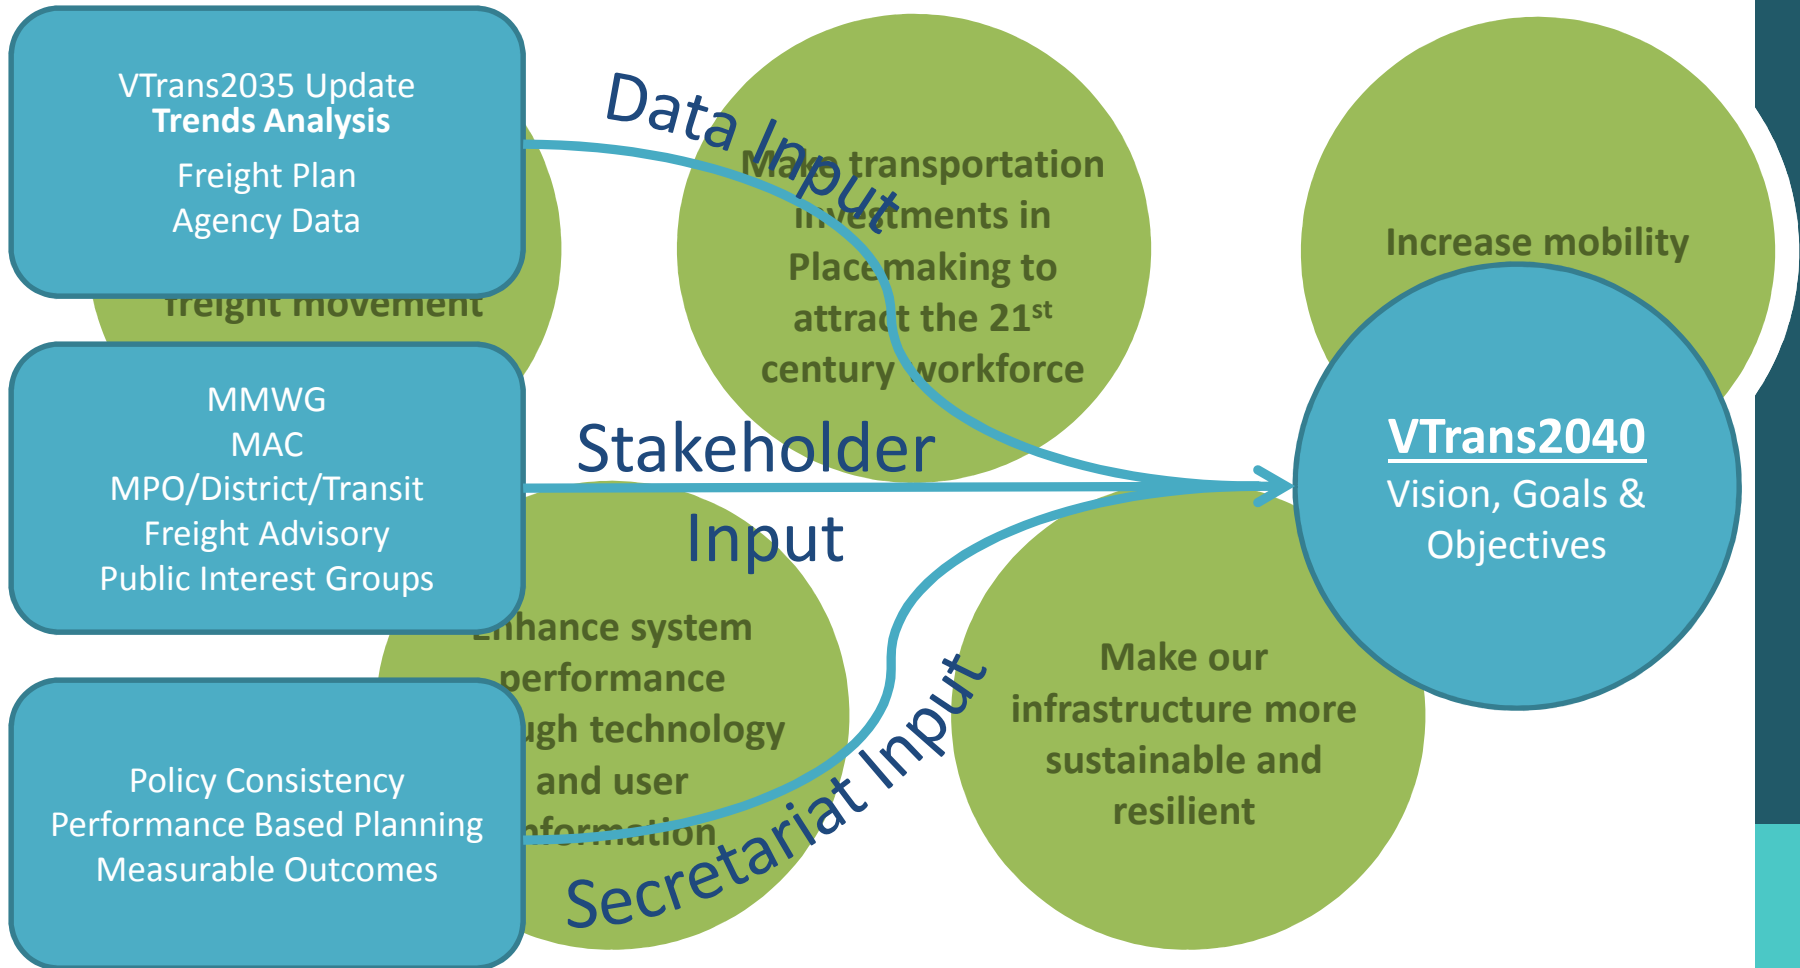 VTrans2035 Update
Trends Analysis
Freight Plan
Agency Data
freight movement
MMWG
MAC
MPO/District/Transit
Freight Advisory
Public Interest Groups
Policy Consistency
Performance Based Planning
Measurable Outcomes
Data Input
Stakeholder
Input
Secretariat Input
Make transportation
investments in
Placemaking to
attract the 21st
century workforce
Increase mobility
Enhance system
performance
technology
and user
information
Make our
infrastructure more
sustainable and
resilient
VTrans2040
Vision, Goals &
Objectives